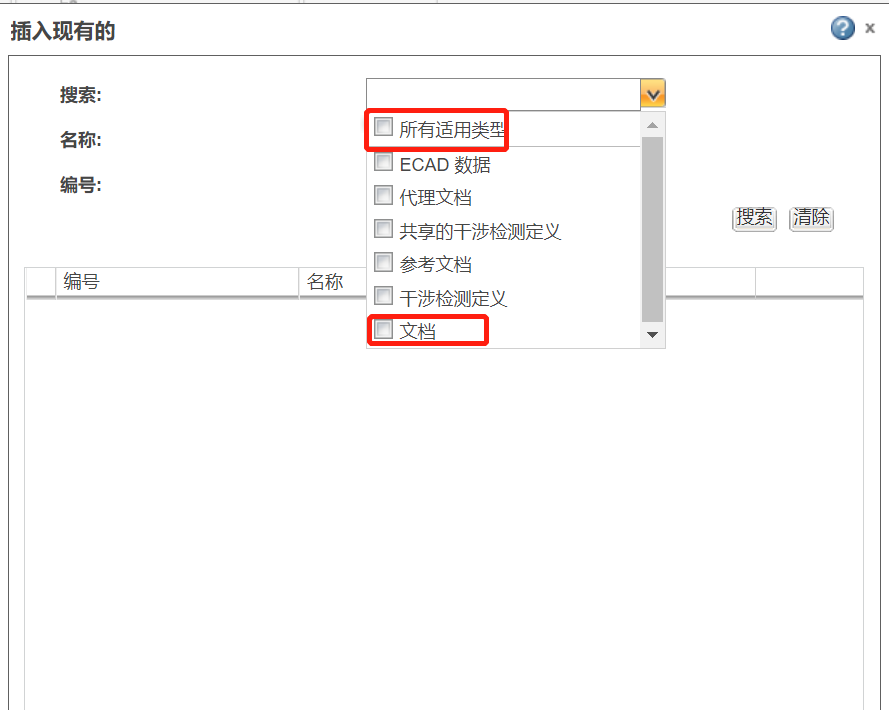 插入现有的
搜索:
所有适用类型
名称:
ECAD 数据
编号:
代理文档
搜索 清除
共享的干涉检测定义
参考文档
编号 名称
干涉检测定义
文档